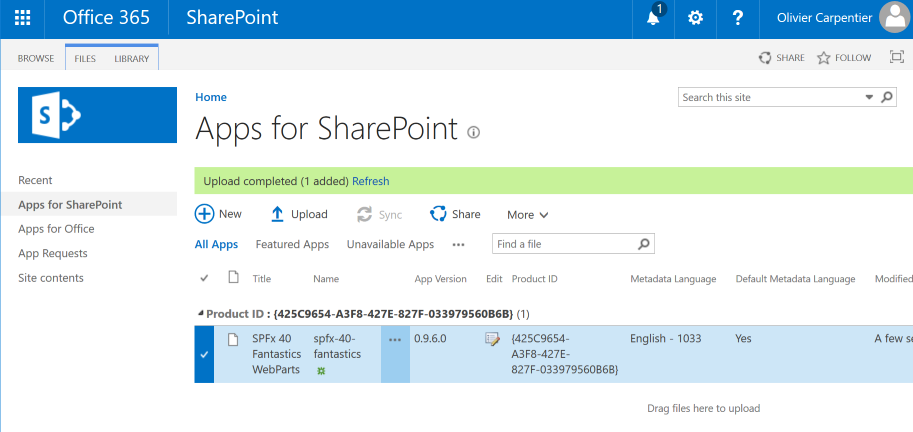 Office 365 SharePoint 1 ? Olivier Carpentier
BROWSE FILES LIBRARY SHARE FOLLOW
S
Home
Search this site
Apps for SharePoint
Upload completed (1 added) Refresh
Recent
Apps for SharePoint
Apps for Office
App Requests
Site contents
New Upload Sync Share More
All Apps Featured Apps Unavailable Apps ••• Find a file
Title Name App Version Edit Product ID Metadata Language Default Metadata Language Modified
Product ID : {425C9654-A3F8-427E-827F-033979560B6B} (1)
SPFx 40 spfx-40- ••• 0.9.6.0 {425C9654- English - 1033 Yes A few se
Fantastics fantastics A3F8-427E-
WebParts 827F-033979560B6B}
Drag files here to upload